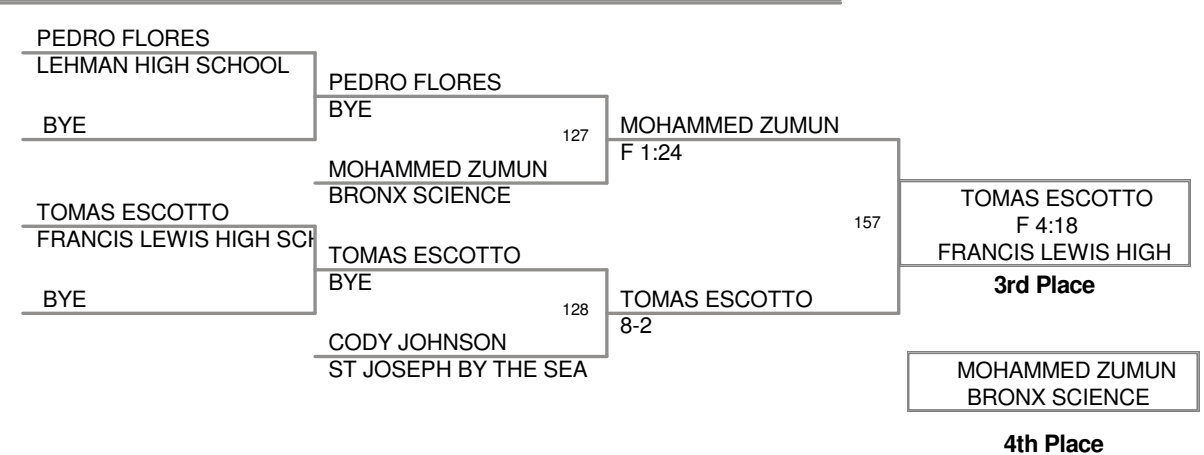 PEDRO FLORES
LEHMAN HIGH SCHOOL
PEDRO FLORES
BYE
BYE
127
MOHAMMED ZUMUN
F 1:24
MOHAMMED ZUMUN
BRONX SCIENCE
TOMAS ESCOTTO
FRANCIS LEWIS HIGH SCH
157
TOMAS ESCOTTO
F 4:18
FRANCIS LEWIS HIGH
3rd Place
TOMAS ESCOTTO
BYE
BYE
128
TOMAS ESCOTTO
8-2
CODY JOHNSON
ST JOSEPH BY THE SEA
MOHAMMED ZUMUN
BRONX SCIENCE
4th Place